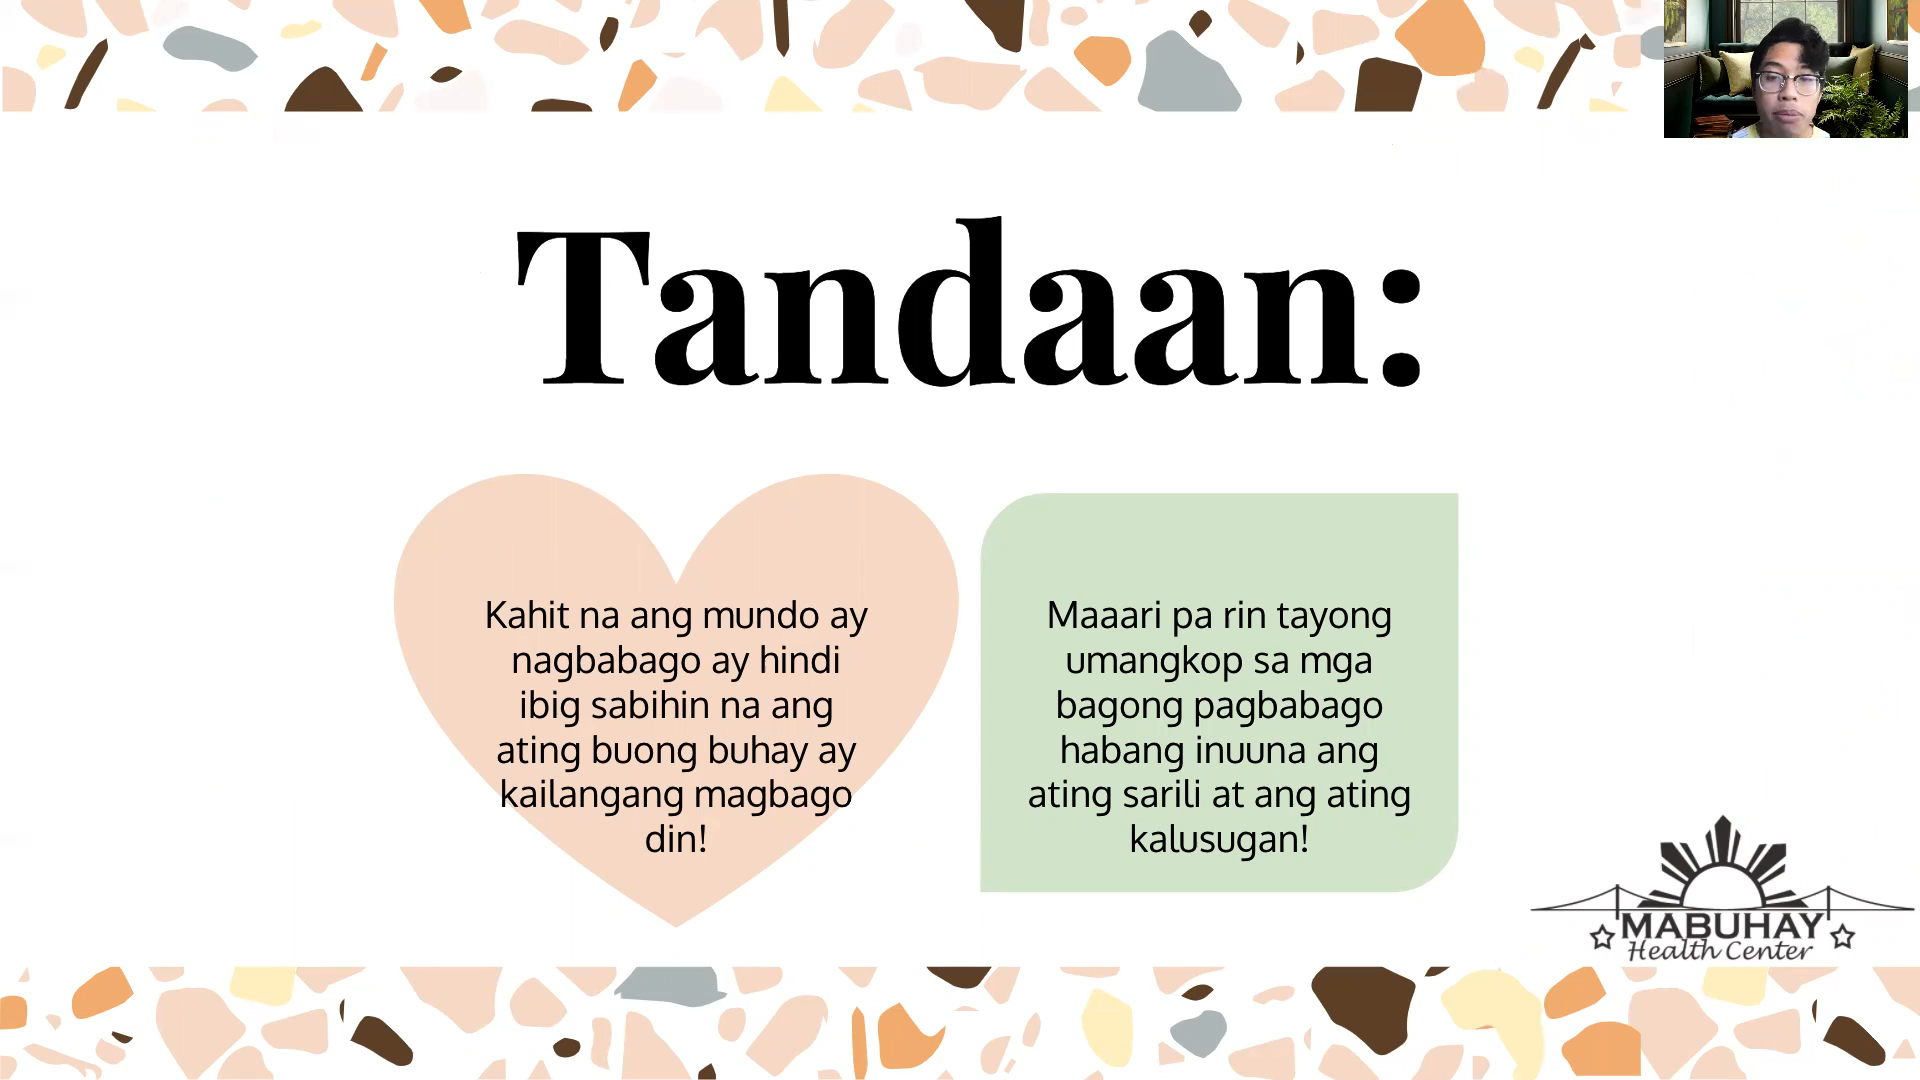 Tandaan:
Kahit na ang mundo ay
nagbabago ay hindi
ibig sabihin na ang
ating buong buhay ay
kailangang magbago
din!
Maaari pa rin tayong
umangkop sa mga
bagong pagbabago
habang inuuna ang
ating sarili at ang ating
kalusugan!
MABUHAY
Health Center